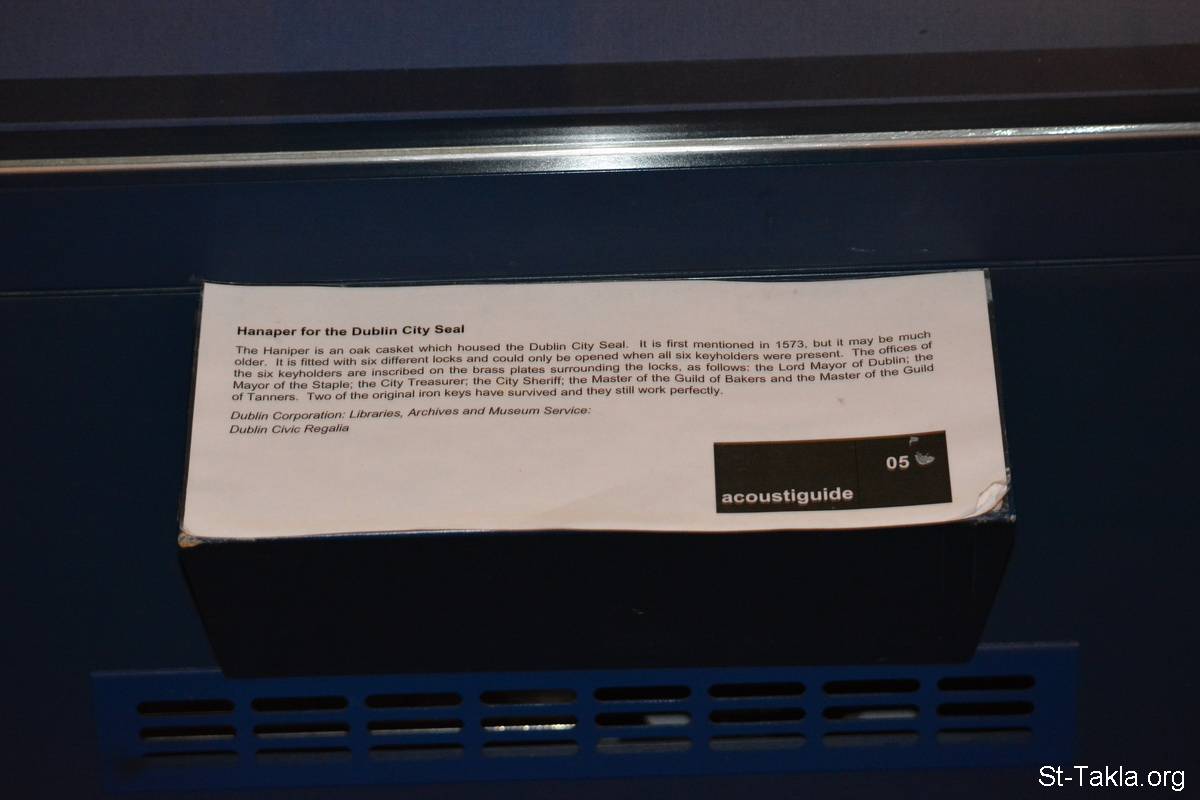 Hanaper for the Dublin City Seal
The Haniper is an oak casket which housed the Dublin City Seal. It is first mentioned in 1573, but it may be much
older. It is fitted with six different locks and could only be opened when all six keyholders were present. The offices of
the six keyholders are inscribed on the brass plates surrounding the locks, as follows: the Lord Mayor of Dublin; the
Mayor of the Staple; the City Treasurer; the City Sheriff; the Master of the Guild of Bakers and the Master of the Guild
of Tanners. Two of the original iron keys have survived and they still work perfectly.
Dublin Corporation: Libraries, Archives and Museum Service:
Dublin Civic Regalia
05
acoustiguide
St-Takla.org